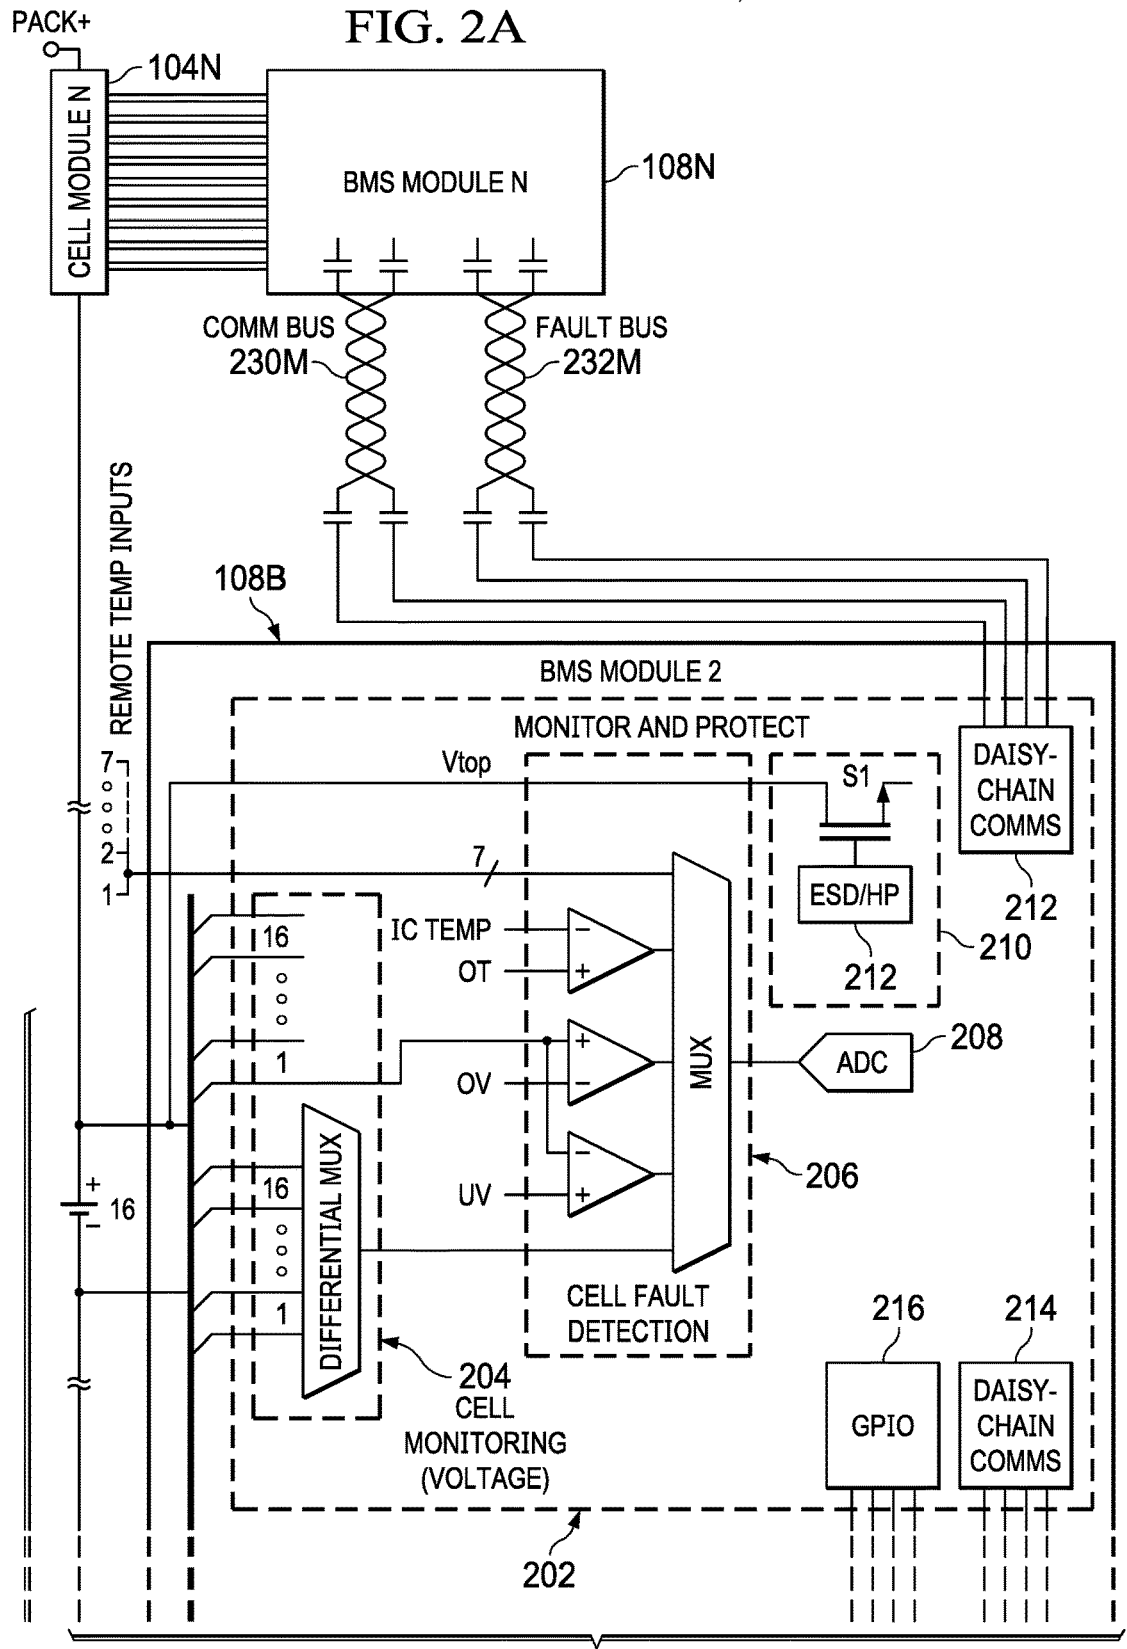 FIG. 2A
PACK+
104N
CELL MODULE N
BMS MODULE N
108N
COMM BUS
230M
FAULT BUS
232M
REMOTE TEMP INPUTS
7
2
1
108B
BMS MODULE 2
MONITOR AND PROTECT
Vtop
S1
DAISY-
CHAIN
COMMS
212
7
ESD/HP
212
210
16
1
IC TEMP
OT
OV
UV
-
+
+
-
-
+
MUX
ADC
208
206
+
16
-
16
1
DIFFERENTIAL MUX
204
CELL
MONITORING
(VOLTAGE)
CELL FAULT
DETECTION
216
GPIO
214
DAISY-
CHAIN
COMMS
202